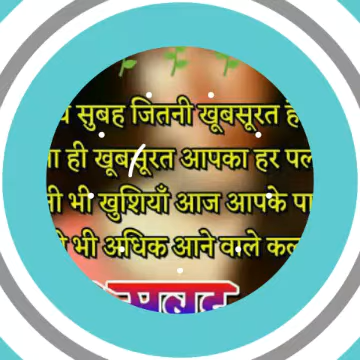 सुबह जितनी खूबसूरत
ही खूबसूरत आपका हर पल
भी खुशियाँ आज आपके
भी अधिक आने वाले कल